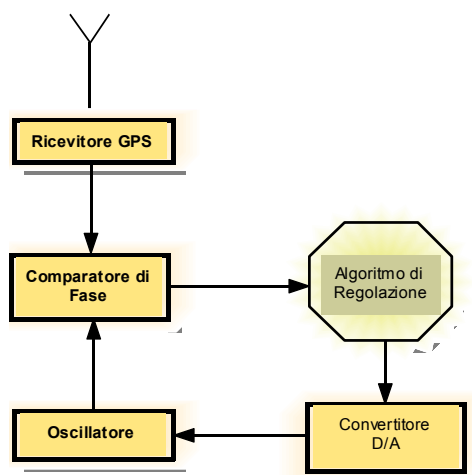 Ricevitore GPS
Comparatore di
Fase
Algoritmo di
Regolazione
Oscillatore
Convertitore
D/A